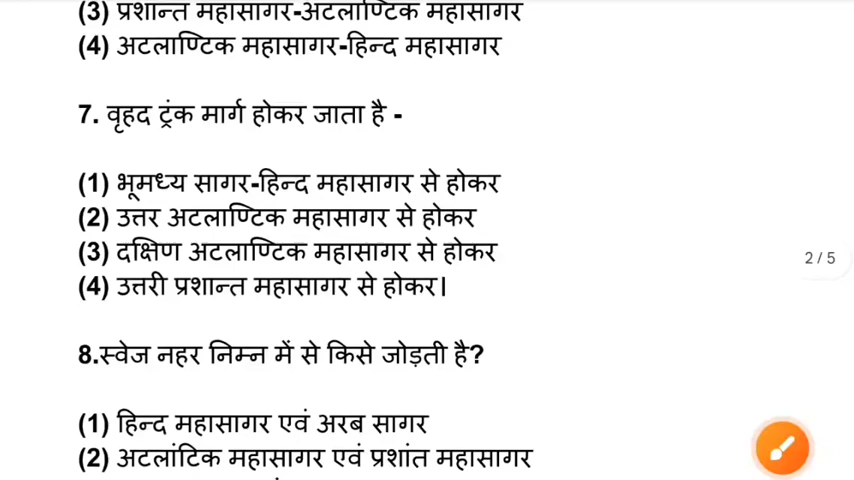 (3) प्रशान्त महासागर-अटलाण्टिक महासागर
(4) अटलाण्टिक महासागर-हिन्द महासागर
7. वृहद ट्रंक मार्ग होकर जाता है -
(1) भूमध्य सागर-हिन्द महासागर से होकर
(2) उत्तर अटलाण्टिक महासागर से होकर
(3) दक्षिण अटलाण्टिक महासागर से होकर
(4) उत्तरी प्रशान्त महासागर से होकर।
2 / 5
8.स्वेज नहर निम्न में से किसे जोड़ती है?
(1) हिन्द महासागर एवं अरब सागर
(2) अटलांटिक महासागर एवं प्रशांत महासागर